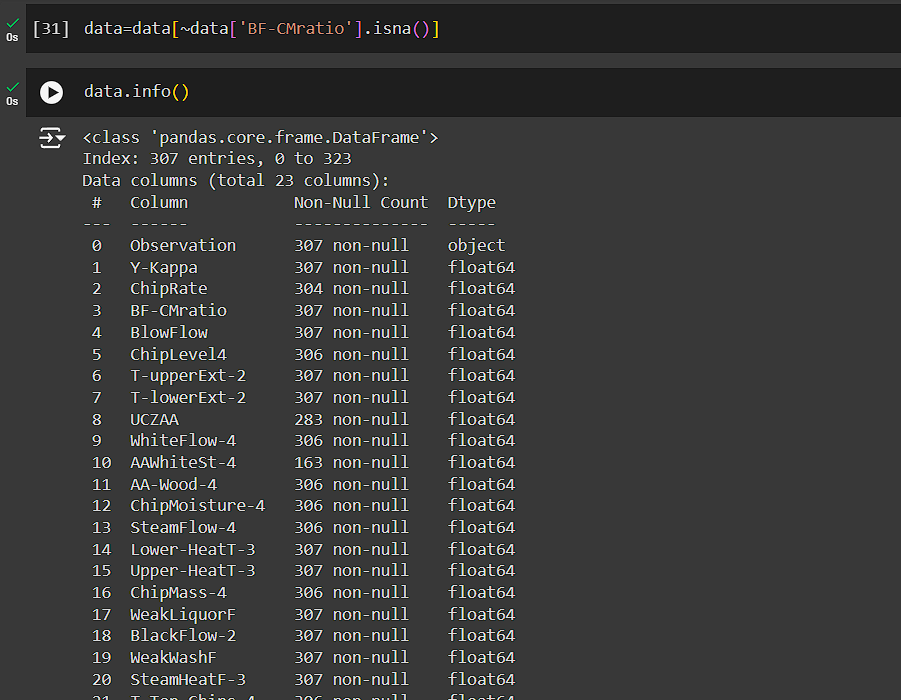 0s
[31] data=data[~data['BF-CMratio'].isna()]
0s
data.info()
<class 'pandas.core.frame.DataFrame'>
Index: 307 entries, 0 to 323
Data columns (total 23 columns):
 #   Column         Non-Null Count  Dtype
---  ------         --------------  -----
 0   Observation    307 non-null    object
 1   Y-Kappa        307 non-null    float64
 2   ChipRate       304 non-null    float64
 3   BF-CMratio     307 non-null    float64
 4   BlowFlow       307 non-null    float64
 5   ChipLevel4     306 non-null    float64
 6   T-upperExt-2   307 non-null    float64
 7   T-lowerExt-2   307 non-null    float64
 8   UCZAA          283 non-null    float64
 9   WhiteFlow-4    306 non-null    float64
 10  AAWhiteSt-4    163 non-null    float64
 11  AA-Wood-4      306 non-null    float64
 12  ChipMoisture-4 306 non-null    float64
 13  SteamFlow-4    306 non-null    float64
 14  Lower-HeatT-3  307 non-null    float64
 15  Upper-HeatT-3  307 non-null    float64
 16  ChipMass-4     306 non-null    float64
 17  WeakLiquorF    307 non-null    float64
 18  BlackFlow-2    307 non-null    float64
 19  WeakWashF      307 non-null    float64
 20  SteamHeatF-3   307 non-null    float64
 21  T-Top-Chips-4  306 non-null    float64